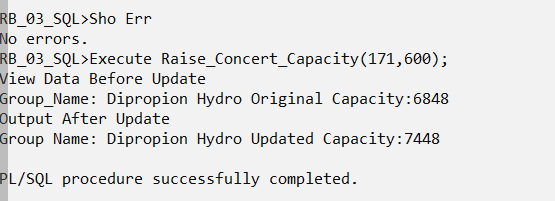 RB_03_SQL>Sho Err
No errors.
RB_03_SQL>Execute Raise_Concert_Capacity(171,600);
View Data Before Update
Group_Name: Dipropion Hydro Original Capacity:6848
Output After Update
Group Name: Dipropion Hydro Updated Capacity:7448
PL/SQL procedure successfully completed.